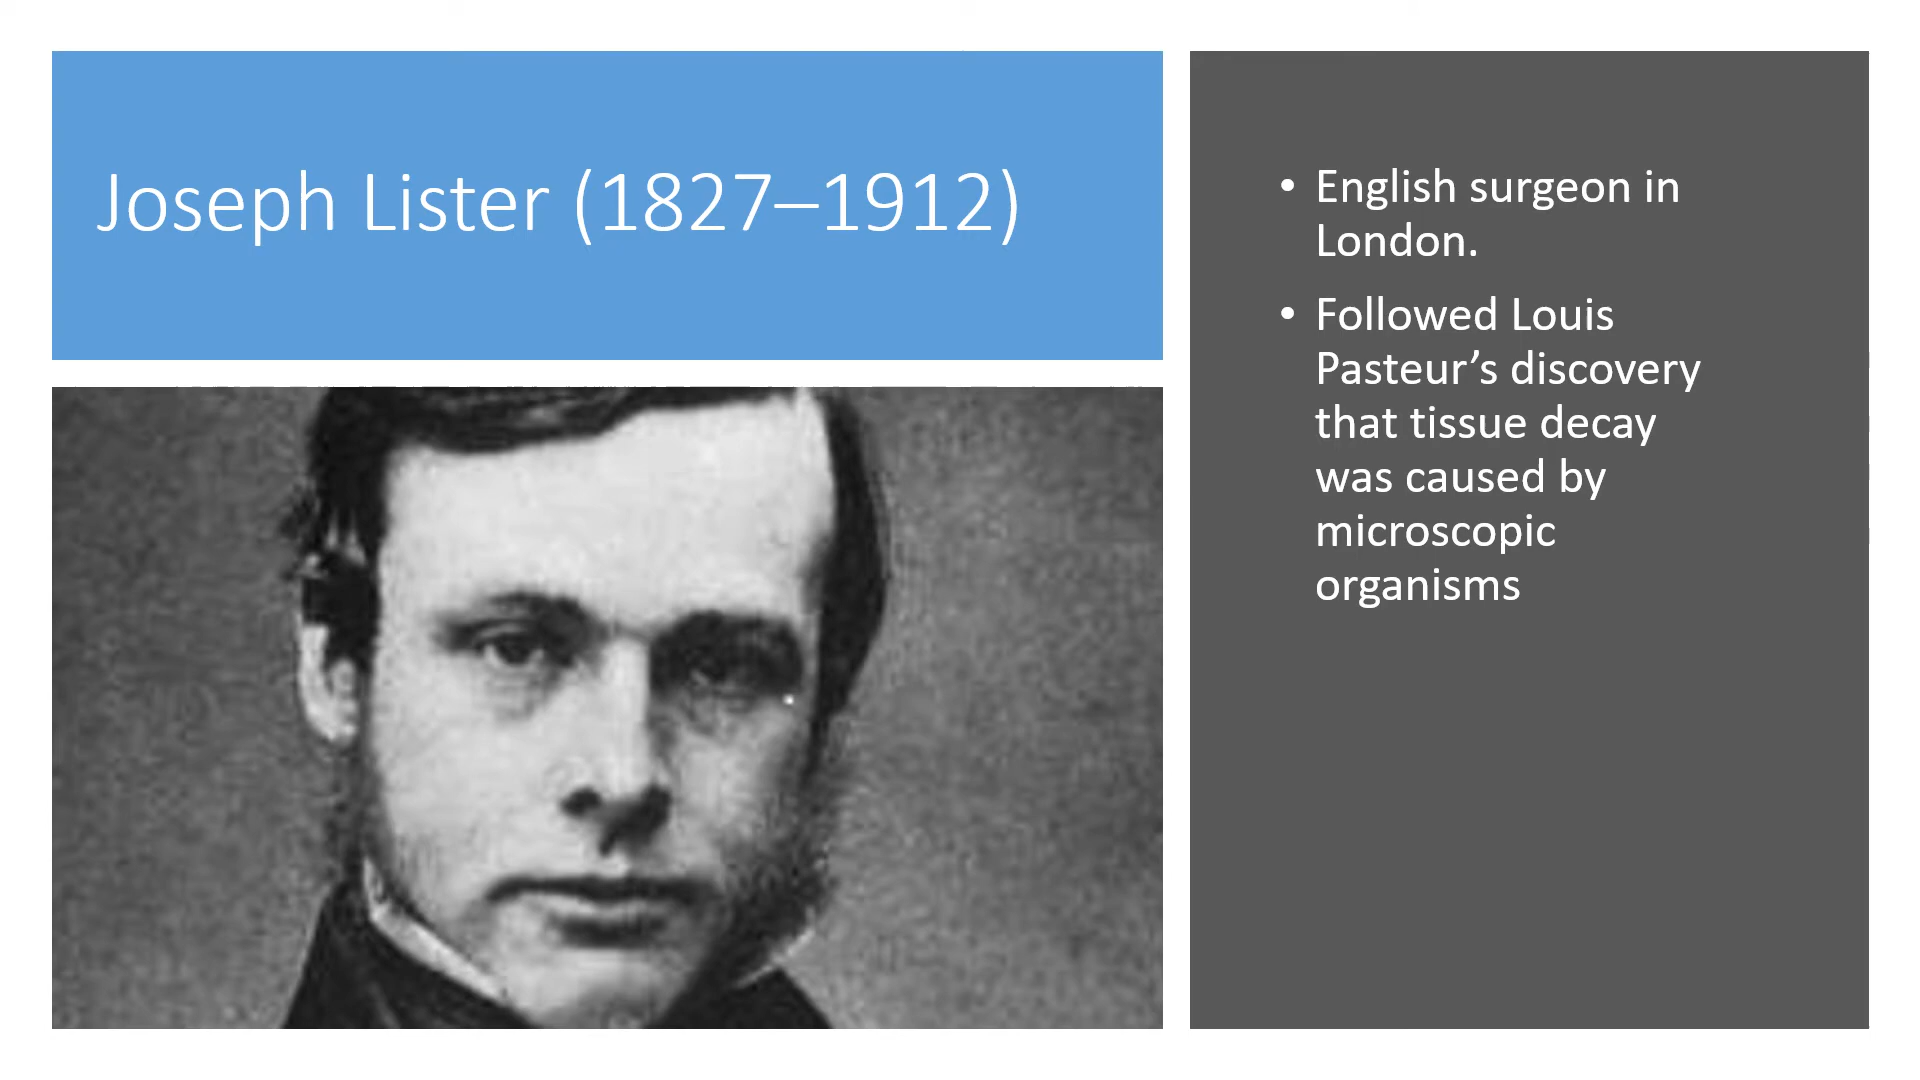 Joseph Lister (1827–1912)
• English surgeon in
London.
• Followed Louis
Pasteur’s discovery
that tissue decay
was caused by
microscopic
organisms